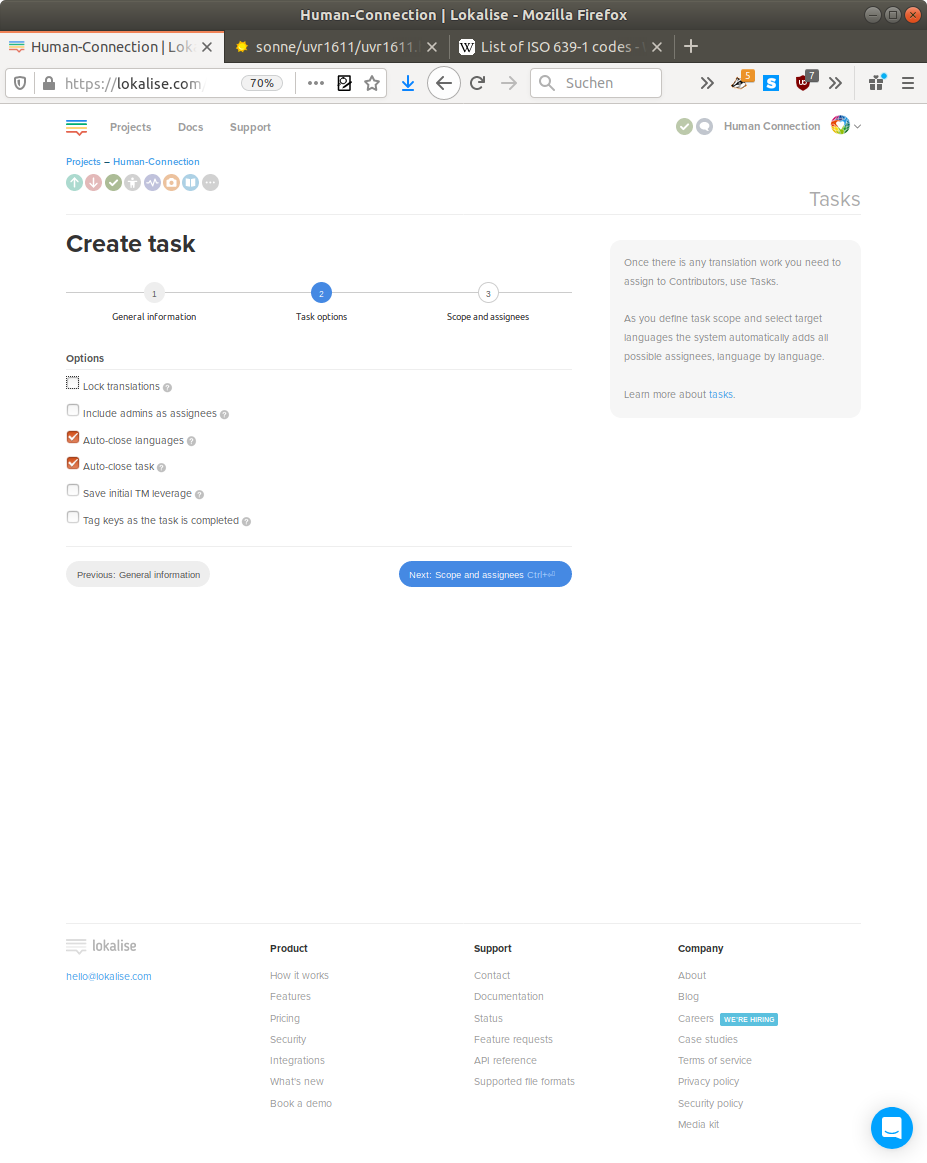 Human-Connection | Lokalise - Mozilla Firefox
Human-Connection | Lok
sonne/uvr1611/uvr1611.
List of ISO 639-1 codes -
https://lokalise.com/
70%
Suchen
5
S
7
Projects
Docs
Support
Human Connection
Projects – Human-Connection
Tasks
Create task
1
2
3
General information
Task options
Scope and assignees
Once there is any translation work you need to
assign to Contributors, use Tasks.
As you define task scope and select target
languages the system automatically adds all
possible assignees, language by language.
Learn more about tasks.
Options
Lock translations ?
Include admins as assignees ?
Auto-close languages ?
Auto-close task ?
Save initial TM leverage ?
Tag keys as the task is completed ?
Previous: General information
Next: Scope and assignees Ctrl+⏎
lokalise
hello@lokalise.com
Product
How it works
Features
Pricing
Security
Integrations
What's new
Book a demo
Support
Contact
Documentation
Status
Feature requests
API reference
Supported file formats
Company
About
Blog
Careers WE'RE HIRING
Case studies
Terms of service
Privacy policy
Security policy
Media kit